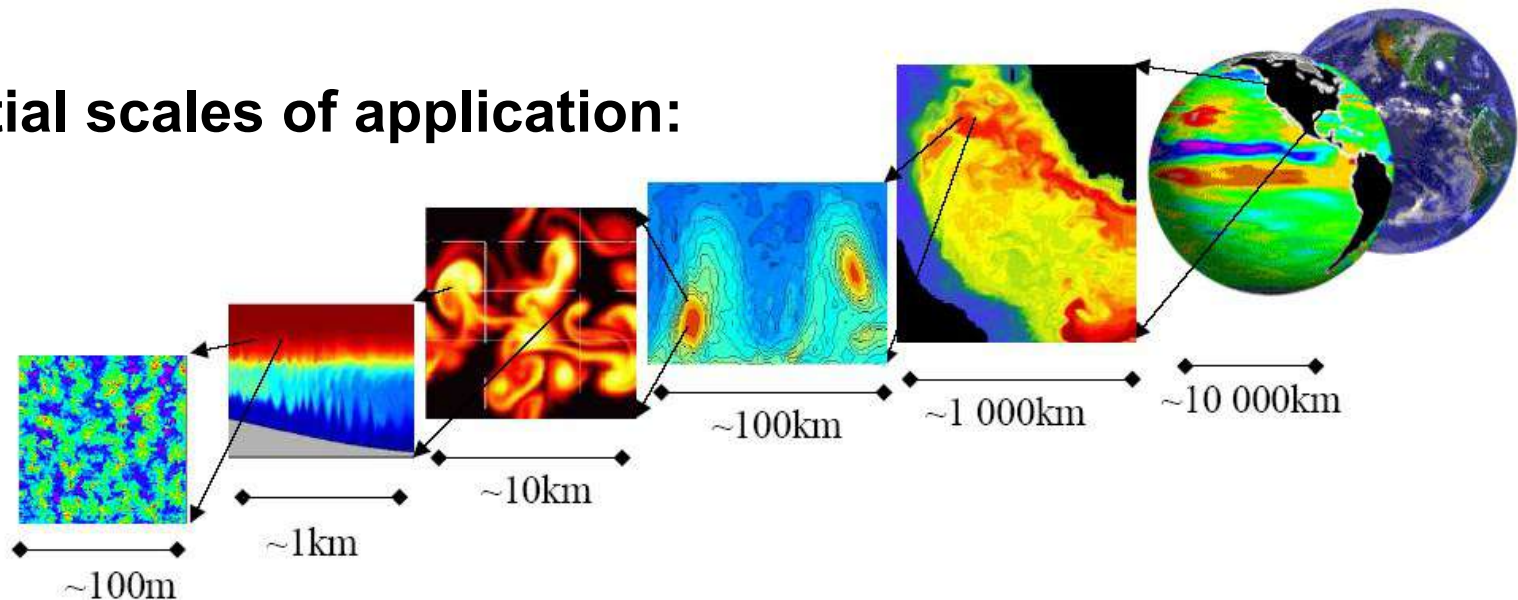 tial scales of application:
~100m
~1km
~10km
~100km
~1 000km
~10 000km